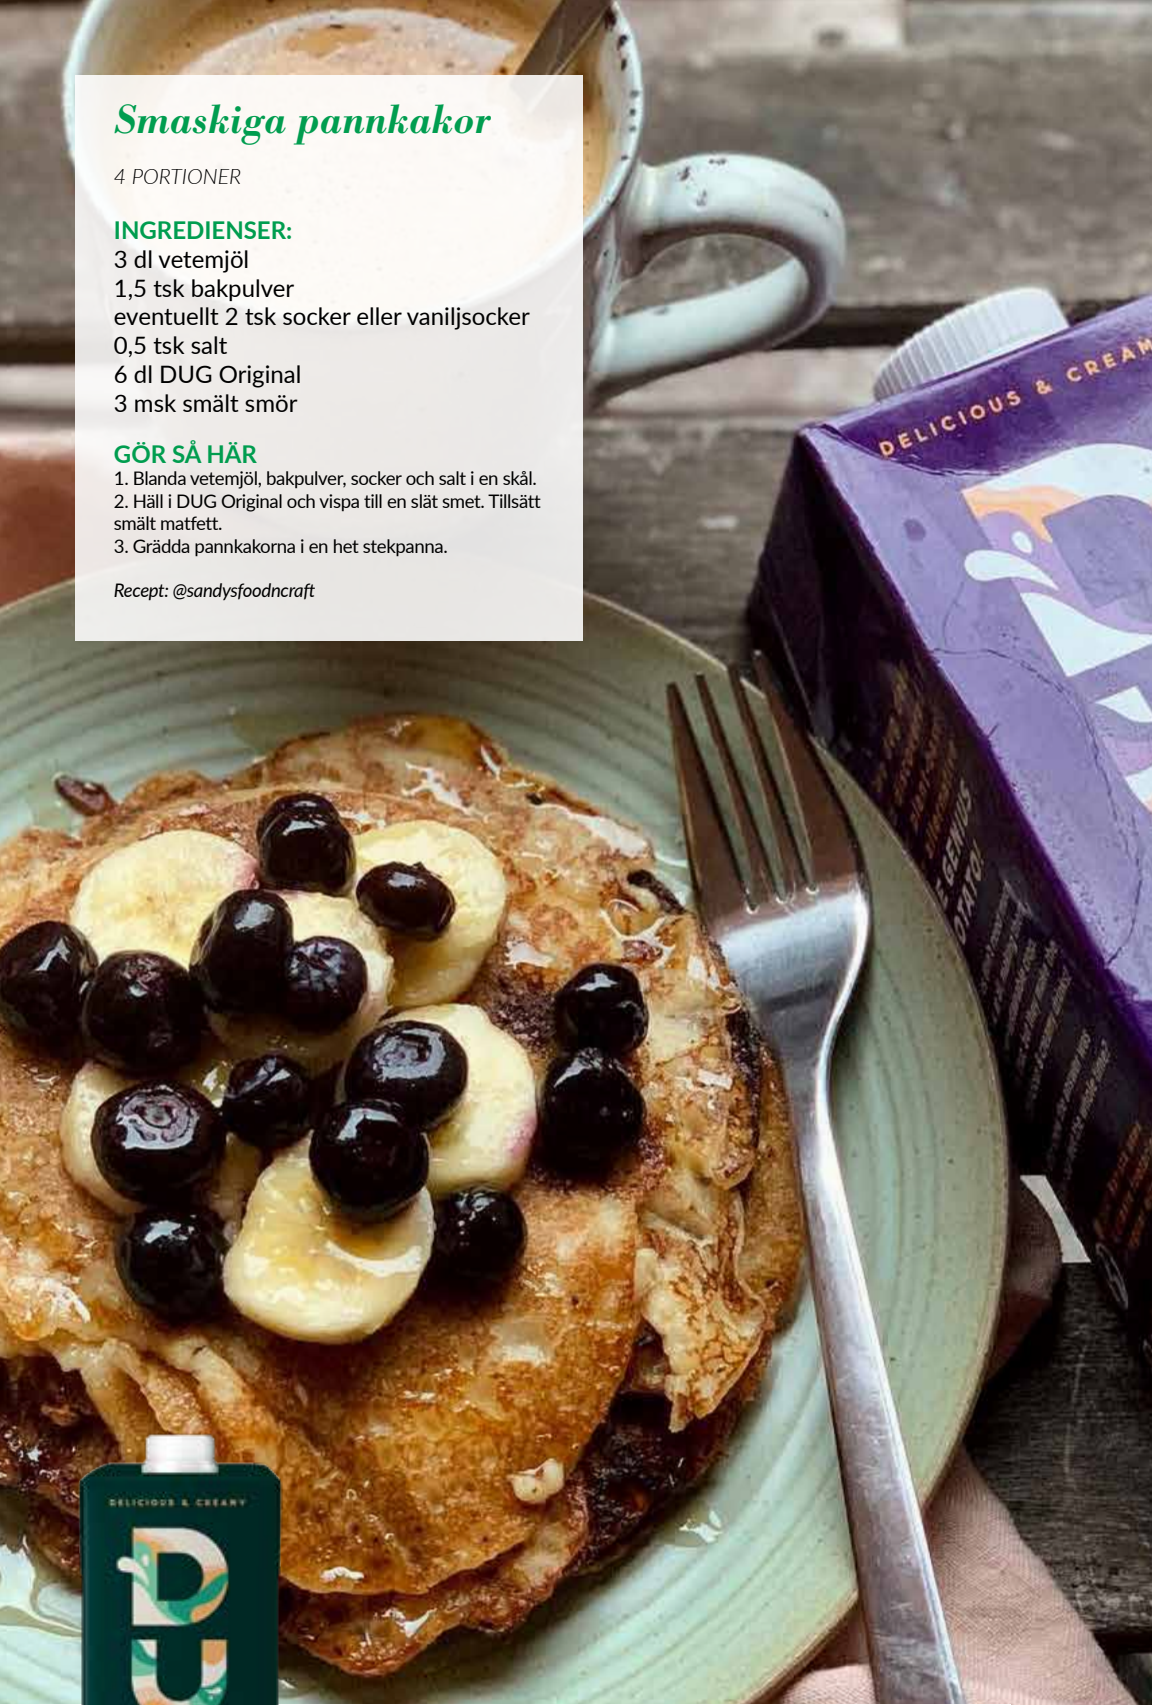 Smaskiga pannkakor
4 PORTIONER
INGREDIENSER:
3 dl vetemjöl
1,5 tsk bakpulver
eventuellt 2 tsk socker eller vaniljsocker
0,5 tsk salt
6 dl DUG Original
3 msk smält smör
GÖR SÅ HÄR
1. Blanda vetemjöl, bakpulver, socker och salt i en skål.
2. Häll i DUG Original och vispa till en slät smet. Tillsätt
smält matfett.
3. Grädda pannkakorna i en het stekpanna.
Recept: @sandysfoodncraft
DELICIOUS & CREAM
GENIUS
OTATO!
DELICIOUS & CREAMY
D
U